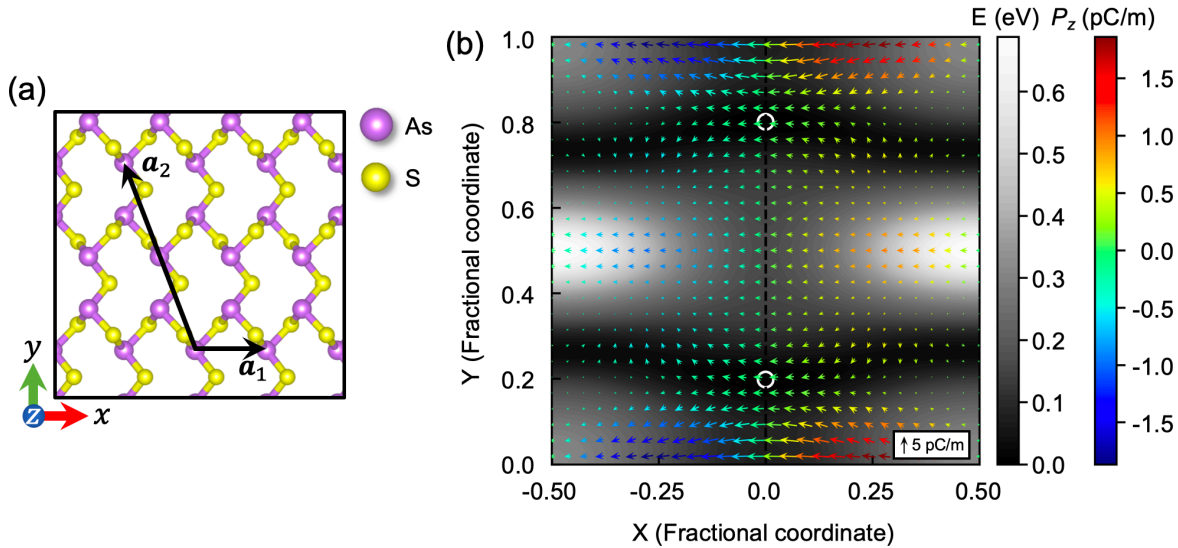 (a)
As
S
a₂
a₁
y
z
x
(b)
E (eV)
P_z (pC/m)
1.0
0.8
0.6
0.4
0.2
0.0
Y (Fractional coordinate)
-0.50
-0.25
0.0
0.25
0.50
X (Fractional coordinate)
↑ 5 pC/m
0.6
0.5
0.4
0.3
0.2
0.1
0.0
1.5
1.0
0.5
0.0
-0.5
-1.0
-1.5